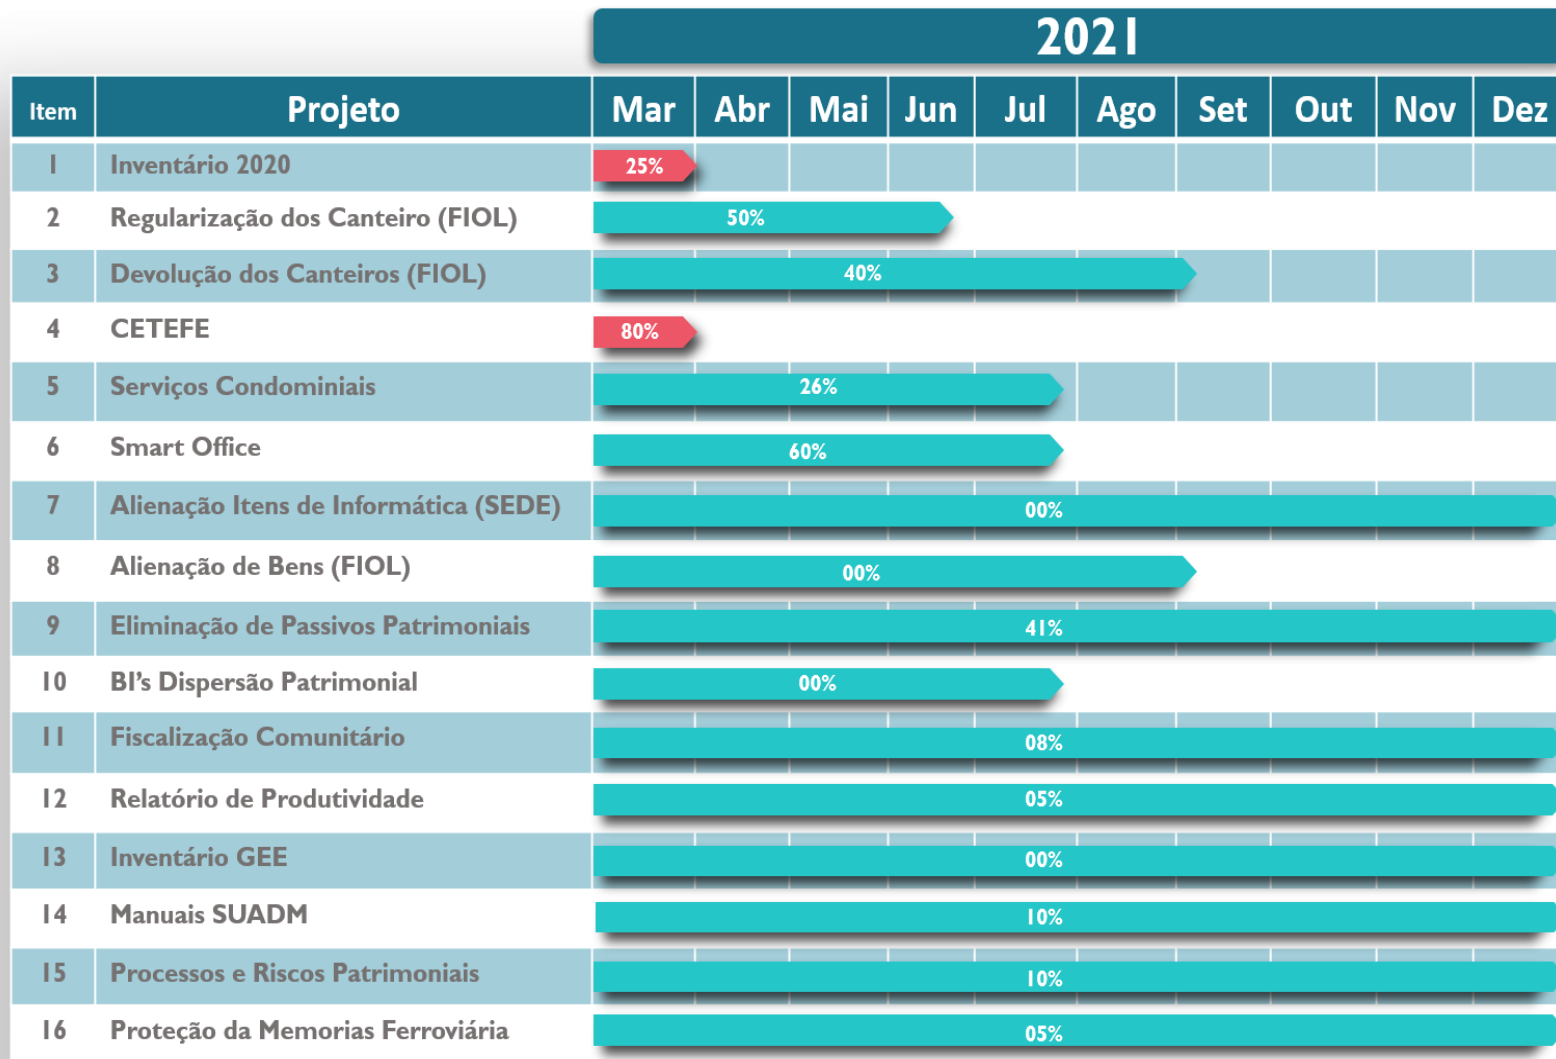 2021
Item Projeto Mar Abr Mai Jun Jul Ago Set Out Nov Dez
1 Inventário 2020 25%
2 Regularização dos Canteiro (FIOL) 50%
3 Devolução dos Canteiros (FIOL) 40%
4 CETEFE 80%
5 Serviços Condominiais 26%
6 Smart Office 60%
7 Alienação Itens de Informática (SEDE) 00%
8 Alienação de Bens (FIOL) 00%
9 Eliminação de Passivos Patrimoniais 41%
10 BI’s Dispersão Patrimonial 00%
11 Fiscalização Comunitário 08%
12 Relatório de Produtividade 05%
13 Inventário GEE 00%
14 Manuais SUADM 10%
15 Processos e Riscos Patrimoniais 10%
16 Proteção da Memorias Ferroviária 05%